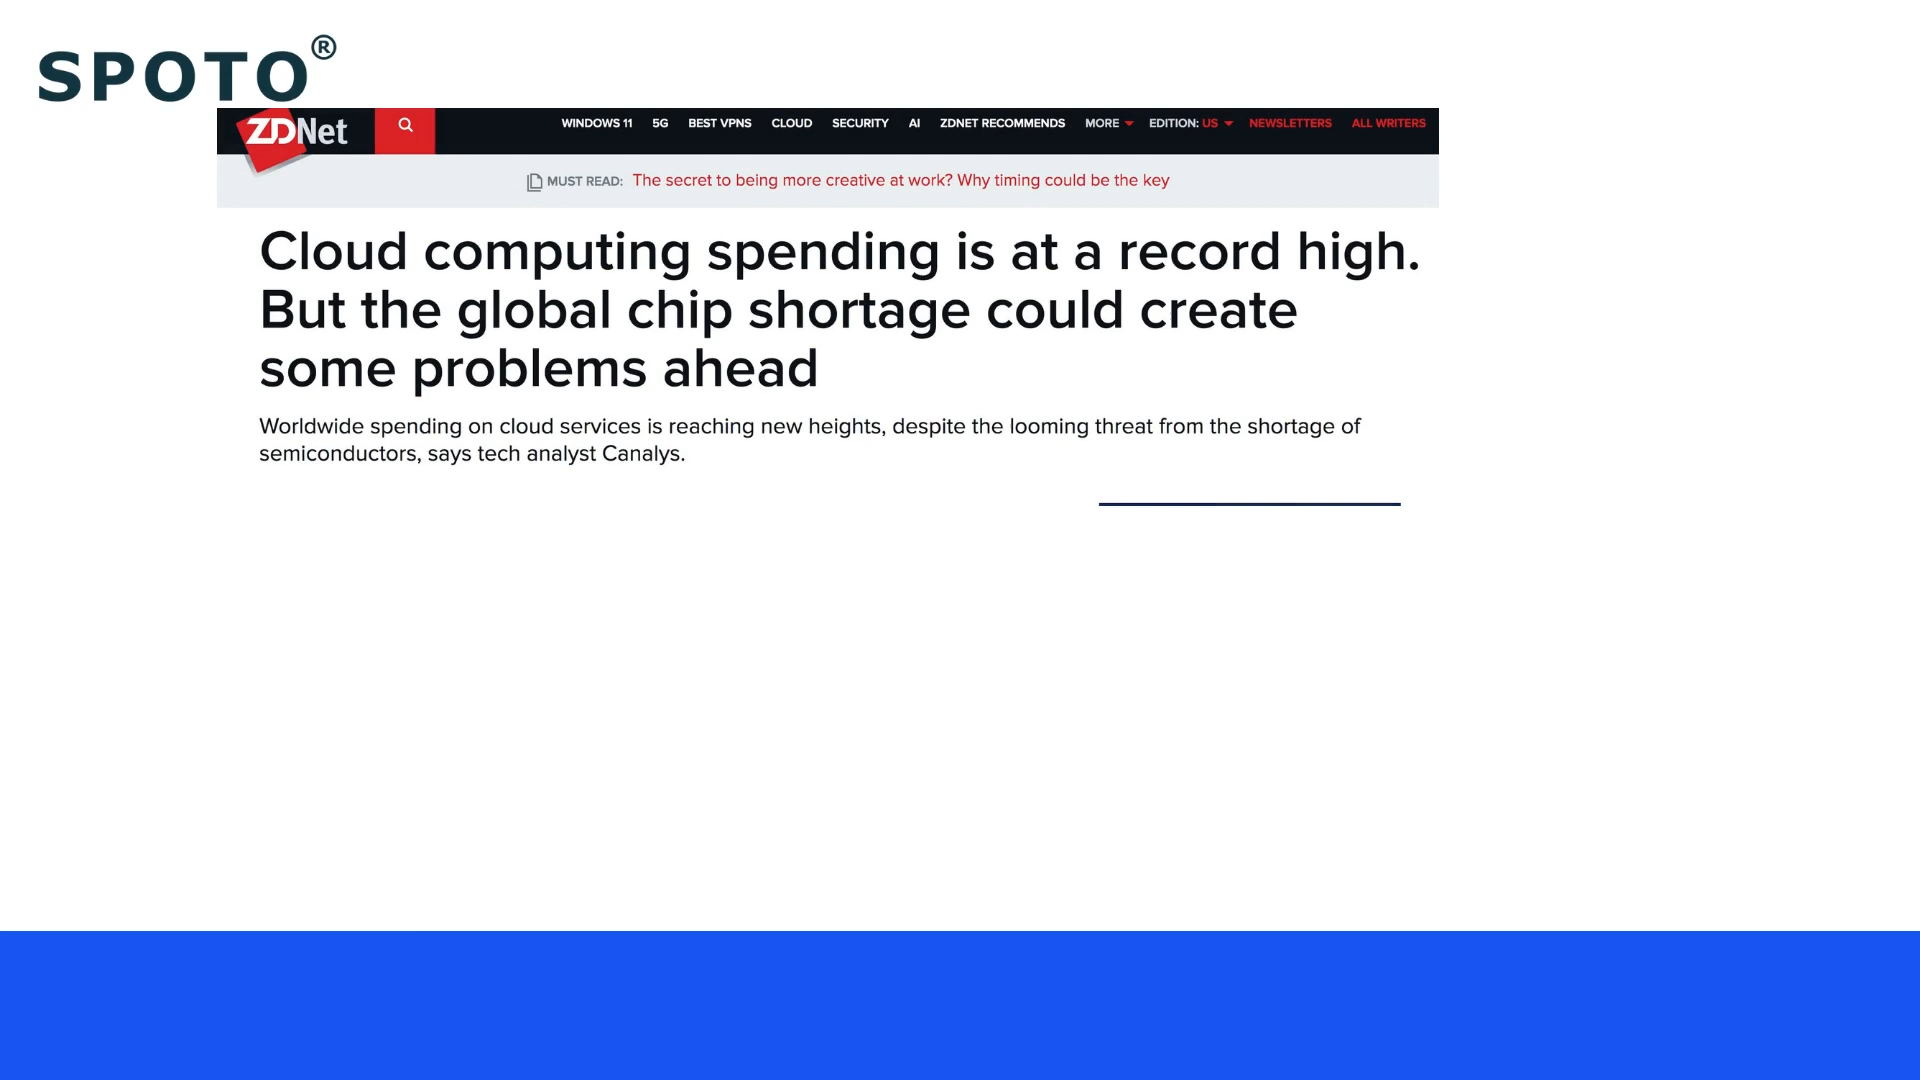 SPOTO®
ZDNet
WINDOWS 11 5G BEST VPNS CLOUD SECURITY AI ZDNET RECOMMENDS MORE EDITION: US NEWSLETTERS ALL WRITERS
MUST READ: The secret to being more creative at work? Why timing could be the key
Cloud computing spending is at a record high.
But the global chip shortage could create
some problems ahead
Worldwide spending on cloud services is reaching new heights, despite the looming threat from the shortage of
semiconductors, says tech analyst Canalys.